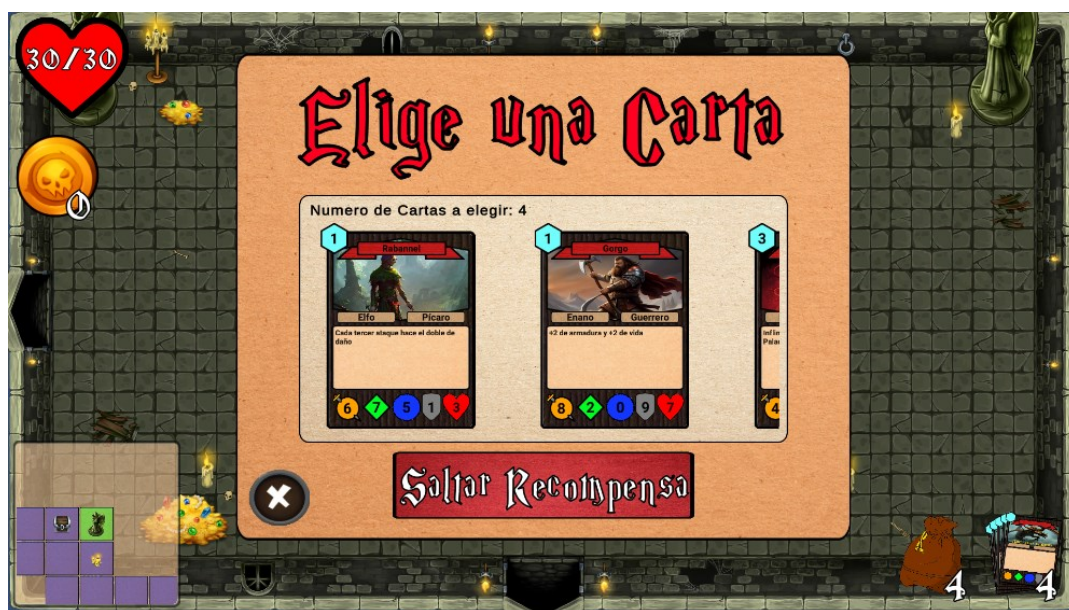 30/30
Elige una Carta
0
Numero de Cartas a elegir: 4
1
Rabannel
Elfo Pícaro
Cada tercer ataque hace el doble de
daño
6 7 5 1 3
1
Gorgo
Enano Guerrero
+2 de armadura y +2 de vida
8 2 0 9 7
3
4
Saltar Recompensa
4
4